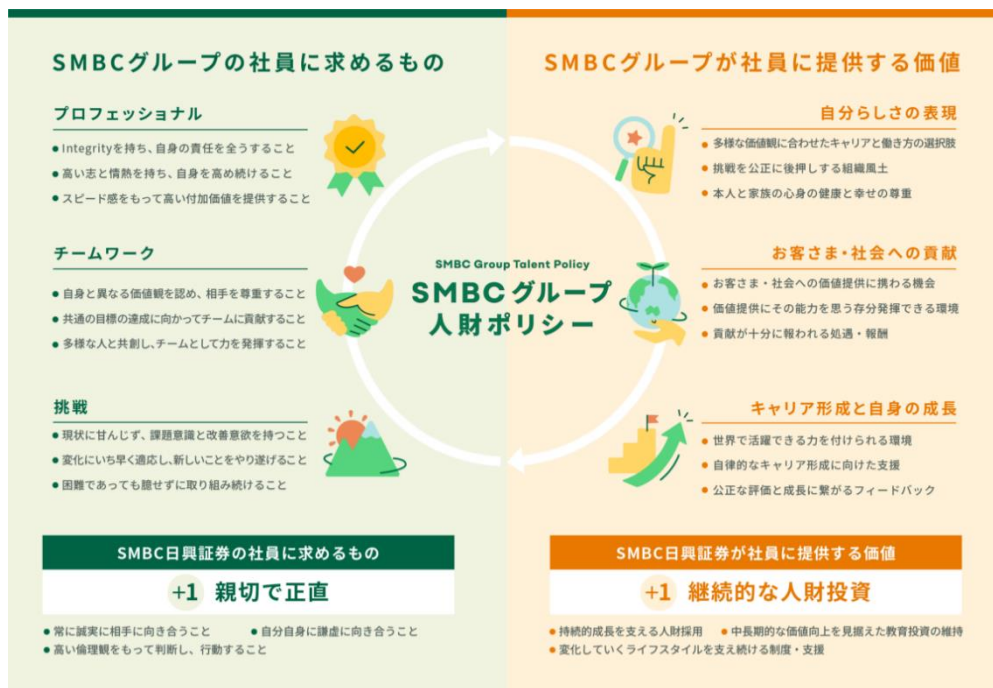 SMBCグループの社員に求めるもの
プロフェッショナル
● Integrityを持ち、自身の責任を全うすること
● 高い志と情熱を持ち、自身を高め続けること
● スピード感をもって高い付加価値を提供すること
チームワーク
● 自身と異なる価値観を認め、相手を尊重すること
● 共通の目標の達成に向かってチームに貢献すること
● 多様な人と共創し、チームとして力を発揮すること
挑戦
● 現状に甘んじず、課題意識と改善意欲を持つこと
● 変化にいち早く適応し、新しいことをやり遂げること
● 困難であっても臆せずに取り組み続けること
SMBC日興証券の社員に求めるもの
+1 親切で正直
● 常に誠実に相手に向き合うこと ● 自分自身に謙虚に向き合うこと
● 高い倫理観をもって判断し、行動すること
SMBC Group Talent Policy
SMBCグループ
人財ポリシー
SMBCグループが社員に提供する価値
自分らしさの表現
● 多様な価値観に合わせたキャリアと働き方の選択肢
● 挑戦を公正に後押しする組織風土
● 本人と家族の心身の健康と幸せの尊重
お客さま・社会への貢献
● お客さま・社会への価値提供に携わる機会
● 価値提供にその能力を思う存分発揮できる環境
● 貢献が十分に報われる処遇・報酬
キャリア形成と自身の成長
● 世界で活躍できる力を付けられる環境
● 自律的なキャリア形成に向けた支援
● 公正な評価と成長に繋がるフィードバック
SMBC日興証券が社員に提供する価値
+1 継続的な人財投資
● 持続的成長を支える人財採用 ● 中長期的な価値向上を見据えた教育投資の維持
● 変化していくライフスタイルを支え続ける制度・支援